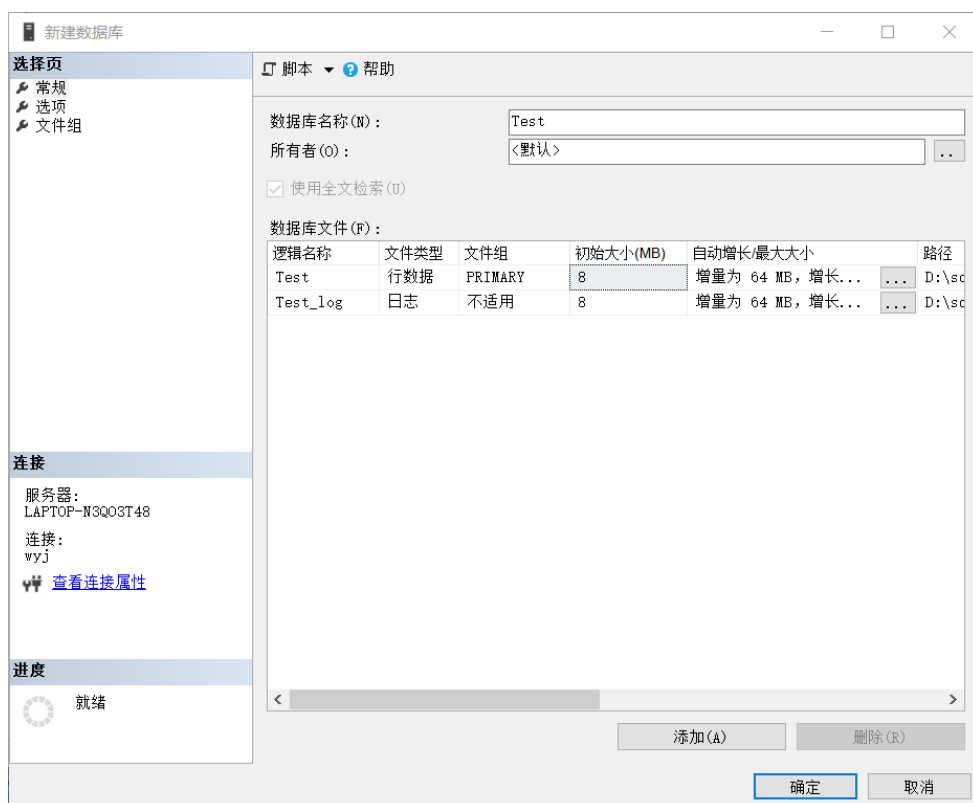 新建数据库
选择页
常规
选项
文件组
脚本 帮助
数据库名称(N): Test
所有者(O): <默认> ..
使用全文检索(U)
数据库文件(F):
逻辑名称 文件类型 文件组 初始大小(MB) 自动增长/最大大小 路径
Test 行数据 PRIMARY 8 增量为 64 MB，增长... ... D:\sc
Test_log 日志 不适用 8 增量为 64 MB，增长... ... D:\sc
连接
服务器:
LAPTOP-N3QO3T48
连接:
wyj
查看连接属性
进度
就绪
添加(A) 删除(R)
确定 取消